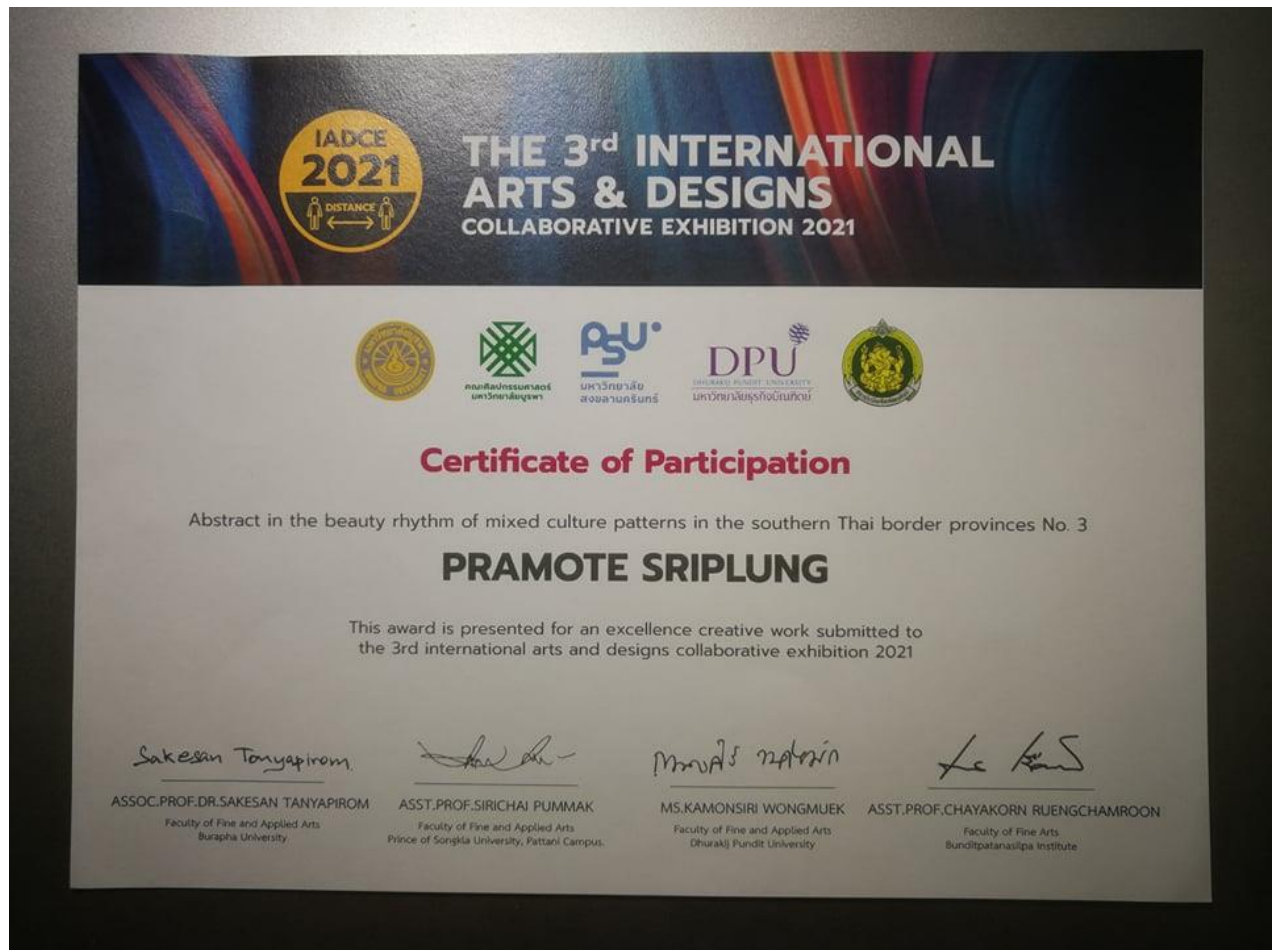 IADCE
2021
DISTANCE
THE 3rd INTERNATIONAL
ARTS & DESIGNS
COLLABORATIVE EXHIBITION 2021
คณะศิลปกรรมศาสตร์
มหาวิทยาลัยบูรพา
PSU
มหาวิทยาลัย
สงขลานครินทร์
DPU
DHURAKIJ PUNDIT UNIVERSITY
มหาวิทยาลัยธุรกิจบัณฑิตย์
Certificate of Participation
Abstract in the beauty rhythm of mixed culture patterns in the southern Thai border provinces No. 3
PRAMOTE SRIPLUNG
This award is presented for an excellence creative work submitted to
the 3rd international arts and designs collaborative exhibition 2021
Sakesan Tanyapirom
ASSOC.PROF.DR.SAKESAN TANYAPIROM
Faculty of Fine and Applied Arts
Burapha University
ASST.PROF.SIRICHAI PUMMAK
Faculty of Fine and Applied Arts
Prince of Songkla University, Pattani Campus.
MS.KAMONSIRI WONGMUEK
Faculty of Fine and Applied Arts
Dhurakij Pundit University
ASST.PROF.CHAYAKORN RUENGCHAMROON
Faculty of Fine Arts
Bunditpatanasilpa Institute